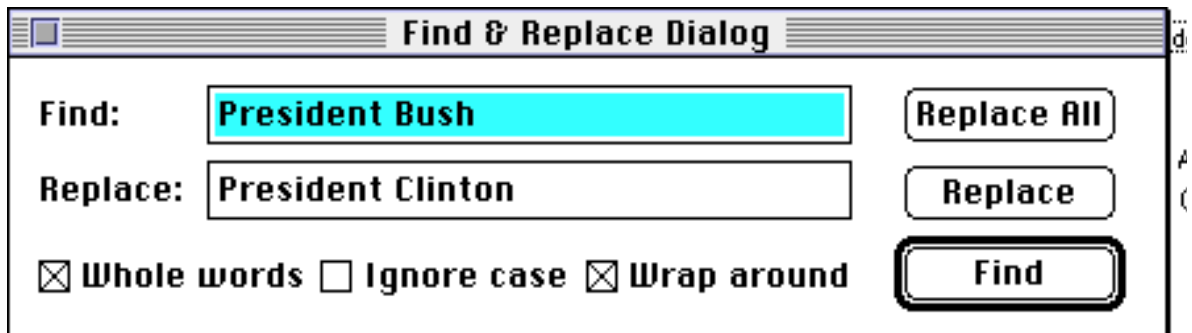 Find & Replace Dialog
Find: President Bush Replace All
Replace: President Clinton Replace
Whole words Ignore case Wrap around Find